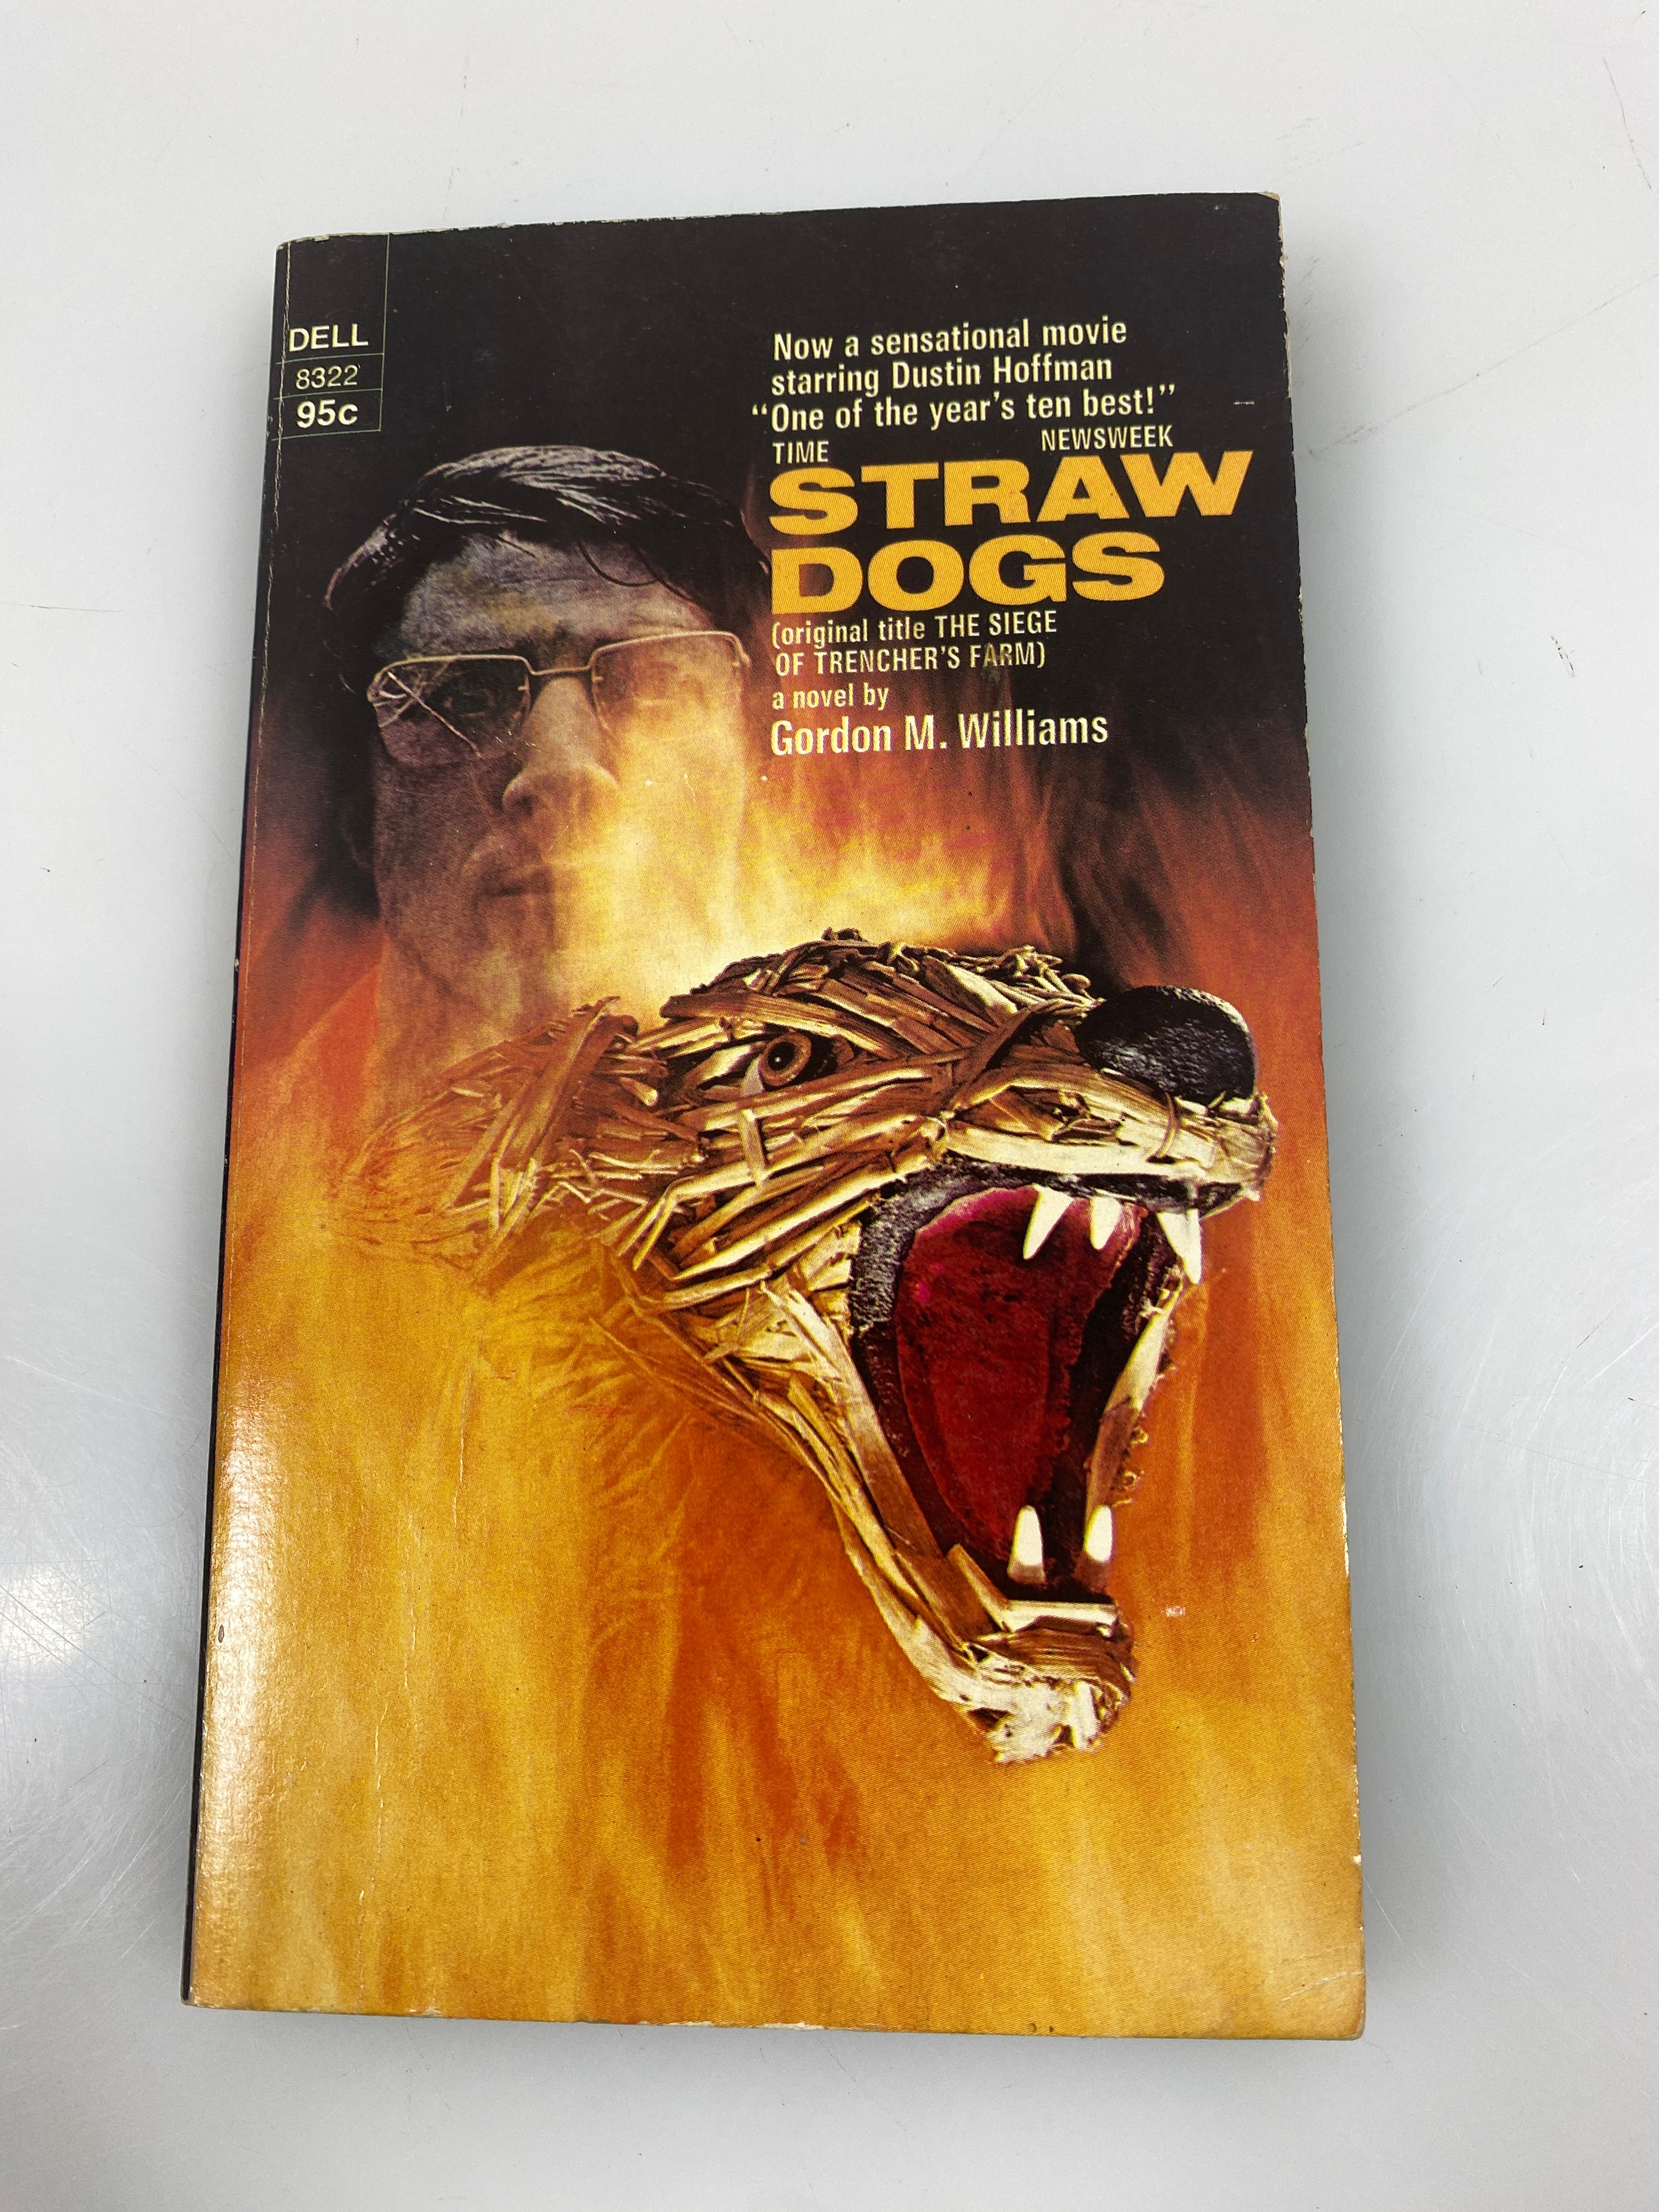 DELL
8322
95c
Now a sensational movie
starring Dustin Hoffman
“One of the year's ten best!”
TIME NEWSWEEK
STRAW
DOGS
(original title THE SIEGE
OF TRENCHER'S FARM)
a novel by
Gordon M. Williams